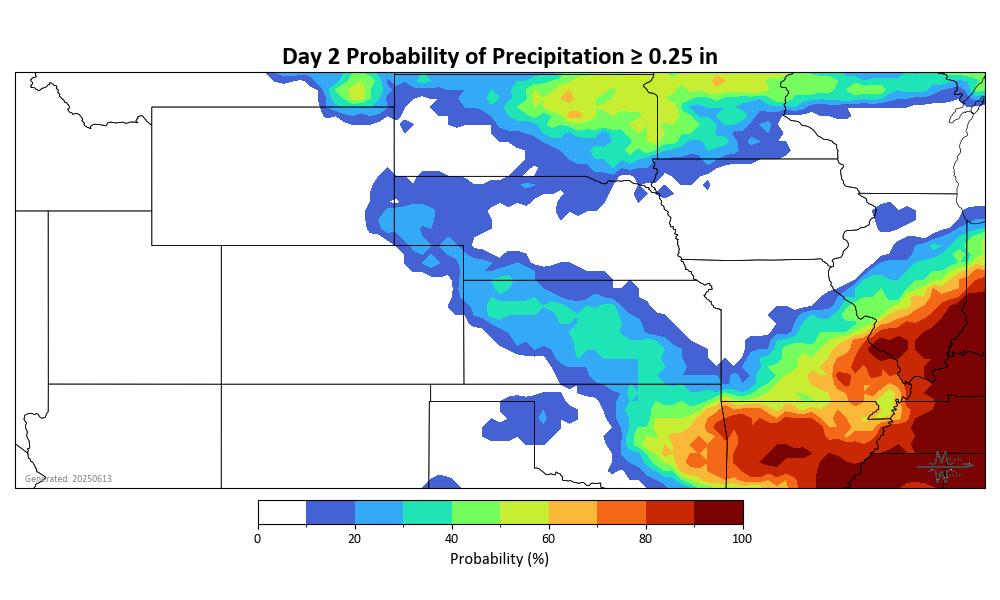 Day 2 Probability of Precipitation ≥ 0.25 in
Generated: 20250613
0 20 40 60 80 100
Probability (%)